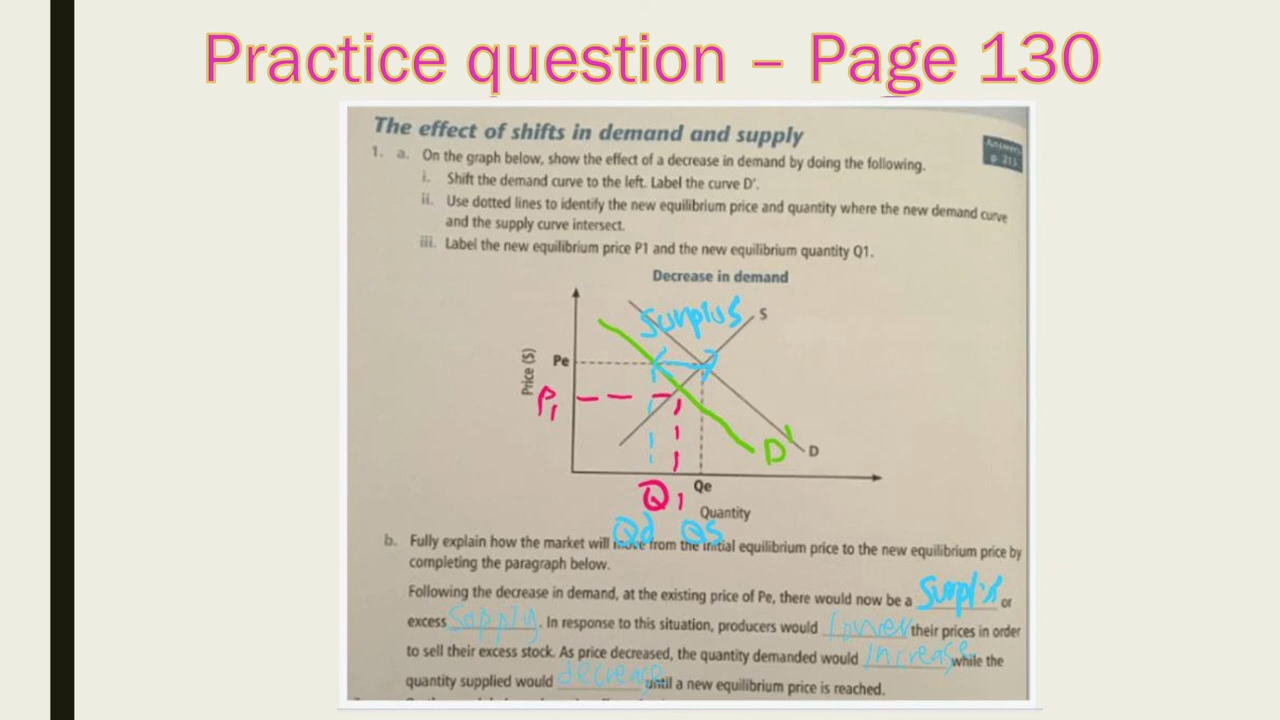 Practice question – Page 130
The effect of shifts in demand and supply
Answers
p 215
1. a. On the graph below, show the effect of a decrease in demand by doing the following.
i. Shift the demand curve to the left. Label the curve D'.
ii. Use dotted lines to identify the new equilibrium price and quantity where the new demand curve
and the supply curve intersect.
iii. Label the new equilibrium price P1 and the new equilibrium quantity Q1.
Decrease in demand
Surplus
S
Price ($)
Pe
P1
D'
D
Q1
Qe
Quantity
Qd Qs
b. Fully explain how the market will move from the initial equilibrium price to the new equilibrium price by
completing the paragraph below.
Following the decrease in demand, at the existing price of Pe, there would now be a Surplus or
excess Supply. In response to this situation, producers would lower their prices in order
to sell their excess stock. As price decreased, the quantity demanded would increase while the
quantity supplied would decrease until a new equilibrium price is reached.